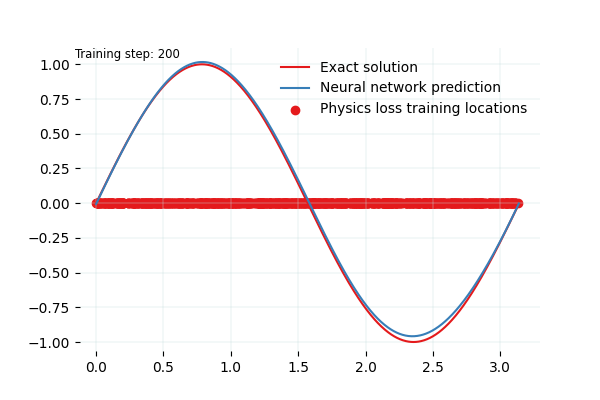 Training step: 200
Exact solution
Neural network prediction
Physics loss training locations
1.00
0.75
0.50
0.25
0.00
−0.25
−0.50
−0.75
−1.00
0.0 0.5 1.0 1.5 2.0 2.5 3.0